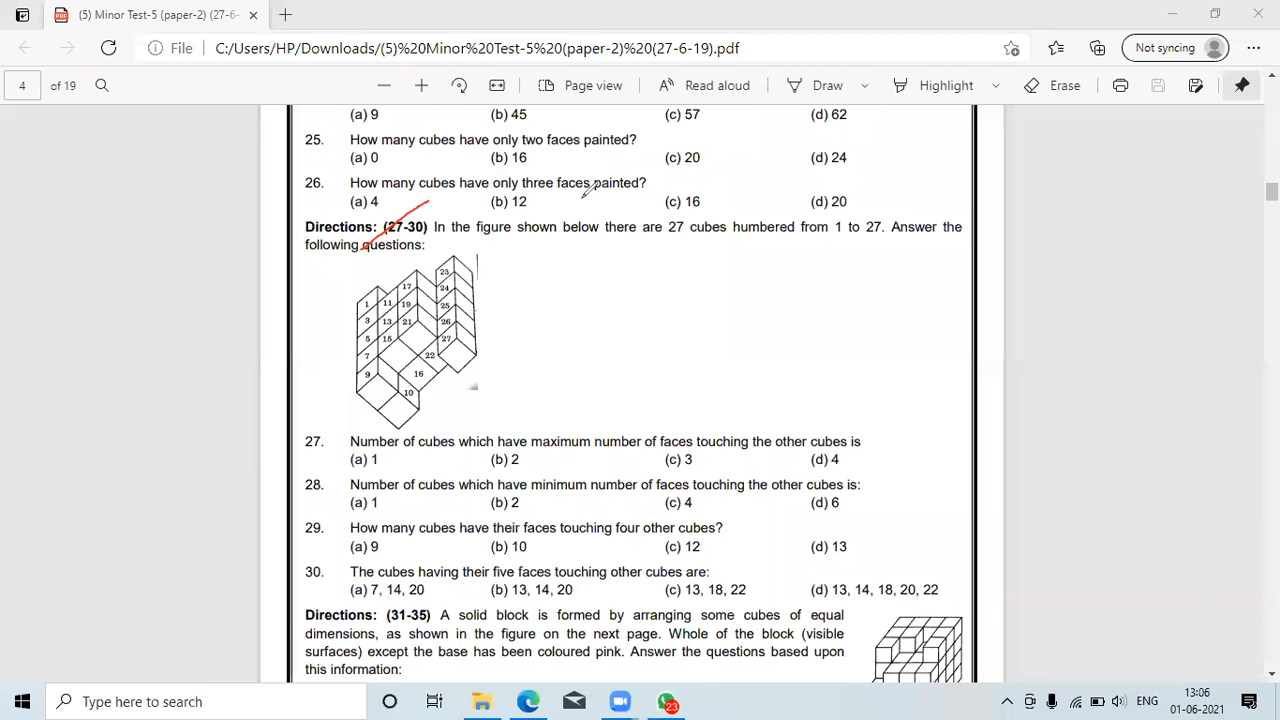 (5) Minor Test-5 (paper-2) (27-6-
File
C:/Users/HP/Downloads/(5)%20Minor%20Test-5%20(paper-2)%20(27-6-19).pdf
Not syncing
4 of 19
Page view
Read aloud
Draw
Highlight
Erase
(a) 9 (b) 45 (c) 57 (d) 62
25. How many cubes have only two faces painted?
(a) 0 (b) 16 (c) 20 (d) 24
26. How many cubes have only three faces painted?
(a) 4 (b) 12 (c) 16 (d) 20
Directions: (27-30) In the figure shown below there are 27 cubes humbered from 1 to 27. Answer the
following questions:
23
17 24
1 11 19 25
3 13 21 26
5 15 27
7 22
9 16
10
27. Number of cubes which have maximum number of faces touching the other cubes is
(a) 1 (b) 2 (c) 3 (d) 4
28. Number of cubes which have minimum number of faces touching the other cubes is:
(a) 1 (b) 2 (c) 4 (d) 6
29. How many cubes have their faces touching four other cubes?
(a) 9 (b) 10 (c) 12 (d) 13
30. The cubes having their five faces touching other cubes are:
(a) 7, 14, 20 (b) 13, 14, 20 (c) 13, 18, 22 (d) 13, 14, 18, 20, 22
Directions: (31-35) A solid block is formed by arranging some cubes of equal
dimensions, as shown in the figure on the next page. Whole of the block (visible
surfaces) except the base has been coloured pink. Answer the questions based upon
this information:
Type here to search
23
ENG
13:06
01-06-2021